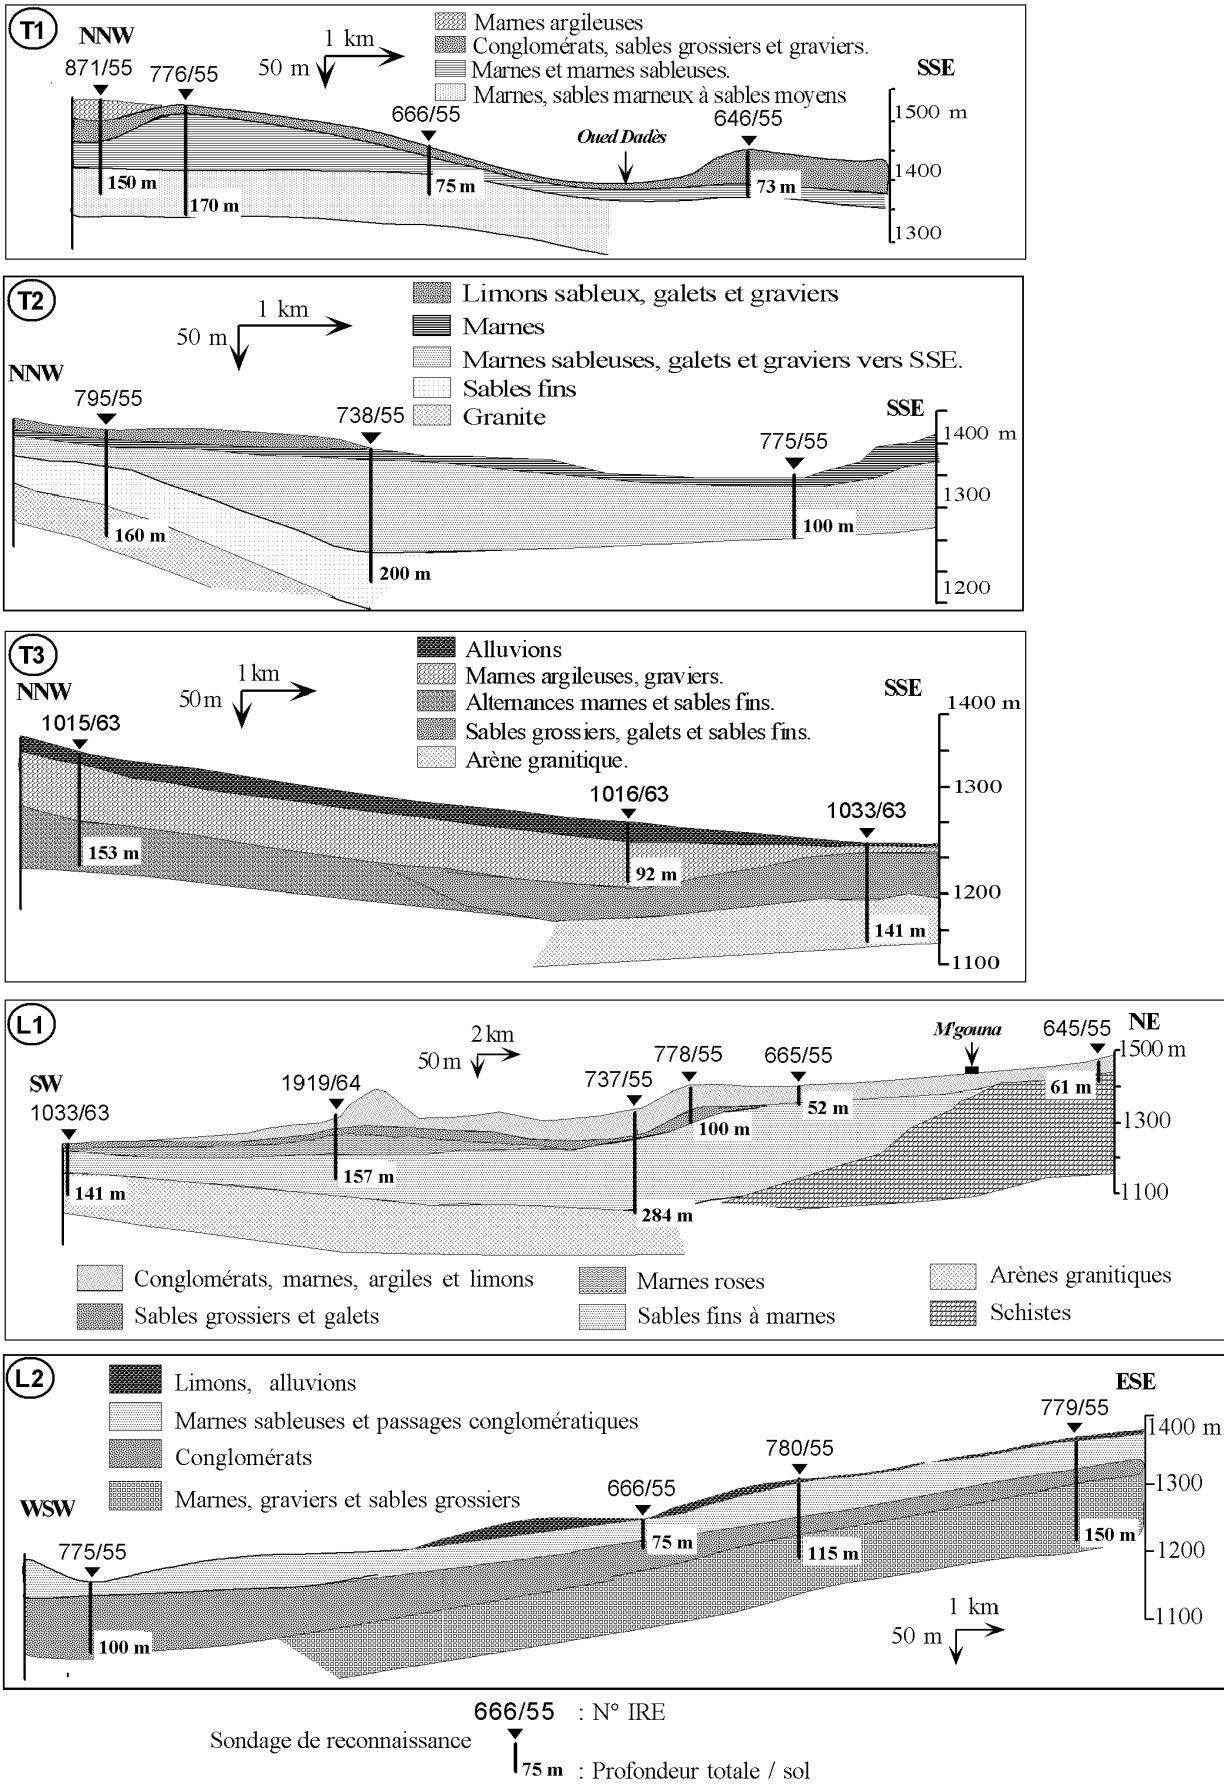 T1
NNW
1 km
50 m
Marnes argileuses
Conglomérats, sables grossiers et graviers.
Marnes et marnes sableuses.
Marnes, sables marneux à sables moyens
SSE
871/55
776/55
666/55
Oued Dadès
646/55
1500 m
1400
1300
150 m
170 m
75 m
73 m
T2
1 km
50 m
Limons sableux, galets et graviers
Marnes
Marnes sableuses, galets et graviers vers SSE.
Sables fins
Granite
NNW
SSE
795/55
738/55
775/55
1400 m
1300
1200
160 m
200 m
100 m
T3
NNW
1 km
50 m
Alluvions
Marnes argileuses, graviers.
Alternances marnes et sables fins.
Sables grossiers, galets et sables fins.
Arène granitique.
SSE
1015/63
1016/63
1033/63
1400 m
1300
1200
1100
153 m
92 m
141 m
L1
SW
2 km
50 m
M'gouna
NE
1033/63
1919/64
737/55
778/55
665/55
645/55
1500 m
1300
1100
141 m
157 m
284 m
100 m
52 m
61 m
Conglomérats, marnes, argiles et limons
Sables grossiers et galets
Marnes roses
Sables fins à marnes
Arènes granitiques
Schistes
L2
Limons, alluvions
Marnes sableuses et passages conglomératiques
Conglomérats
Marnes, graviers et sables grossiers
WSW
ESE
775/55
666/55
780/55
779/55
1400 m
1300
1200
1100
100 m
75 m
115 m
150 m
1 km
50 m
666/55 : N° IRE
Sondage de reconnaissance
75 m : Profondeur totale / sol